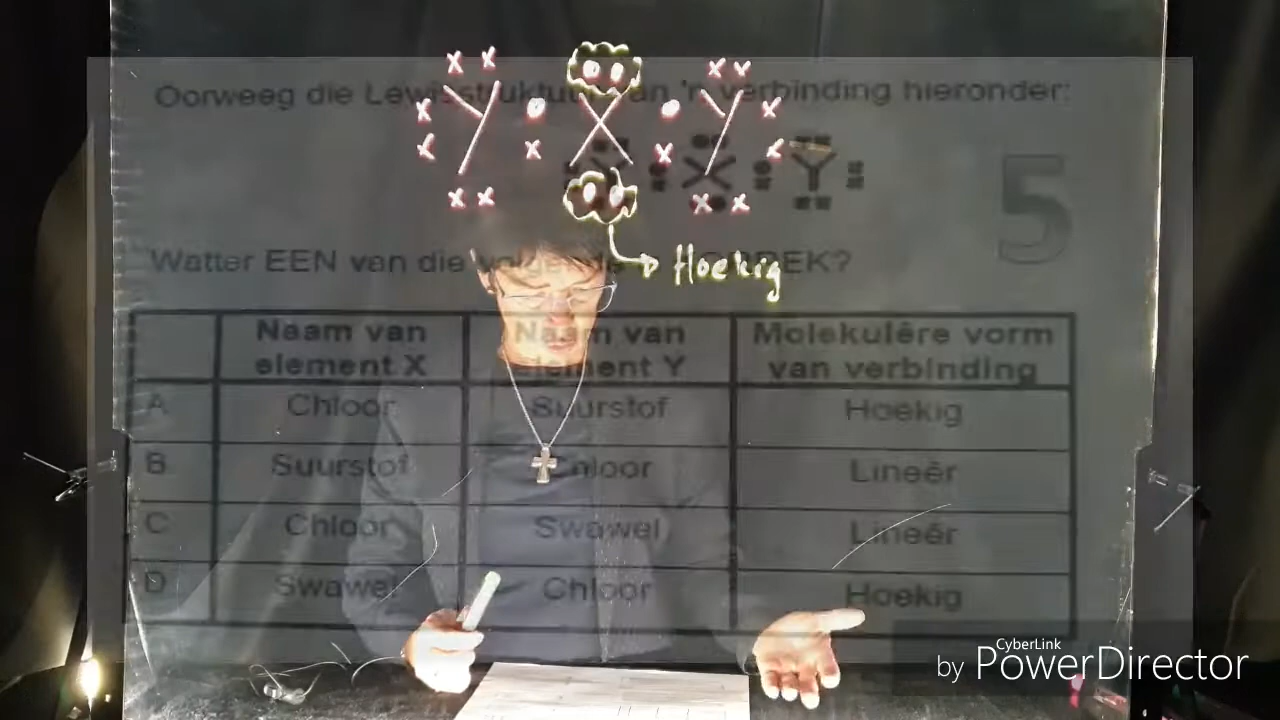 x x x x
Oorweeg die Lewisstruktuur van 'n verbinding hieronder:
x Y • X • Y x
x x x x
Y : X : Y :
x x x x
5
Watter EEN van die volgende
Hoekig
Naam van element X Naam van element Y Molekulêre vorm van verbinding
A Chloor Suurstof Hoekig
B Suurstof Chloor Lineêr
C Chloor Swawel Lineêr
D Swawel Chloor Hoekig
CyberLink
by PowerDirector